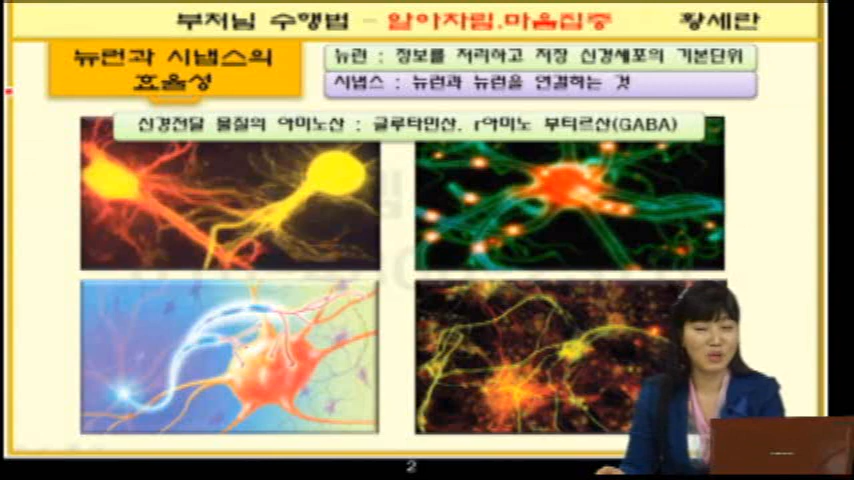 부처님 수행법 - 알아차림.마음집중 황세란
뉴런과 시냅스의
효율성
뉴런 : 정보를 처리하고 저장 신경세포의 기본단위
시냅스 : 뉴런과 뉴런을 연결하는 것
신경전달 물질의 아미노산 : 글루타민산, r아미노 부티르산(GABA)
2